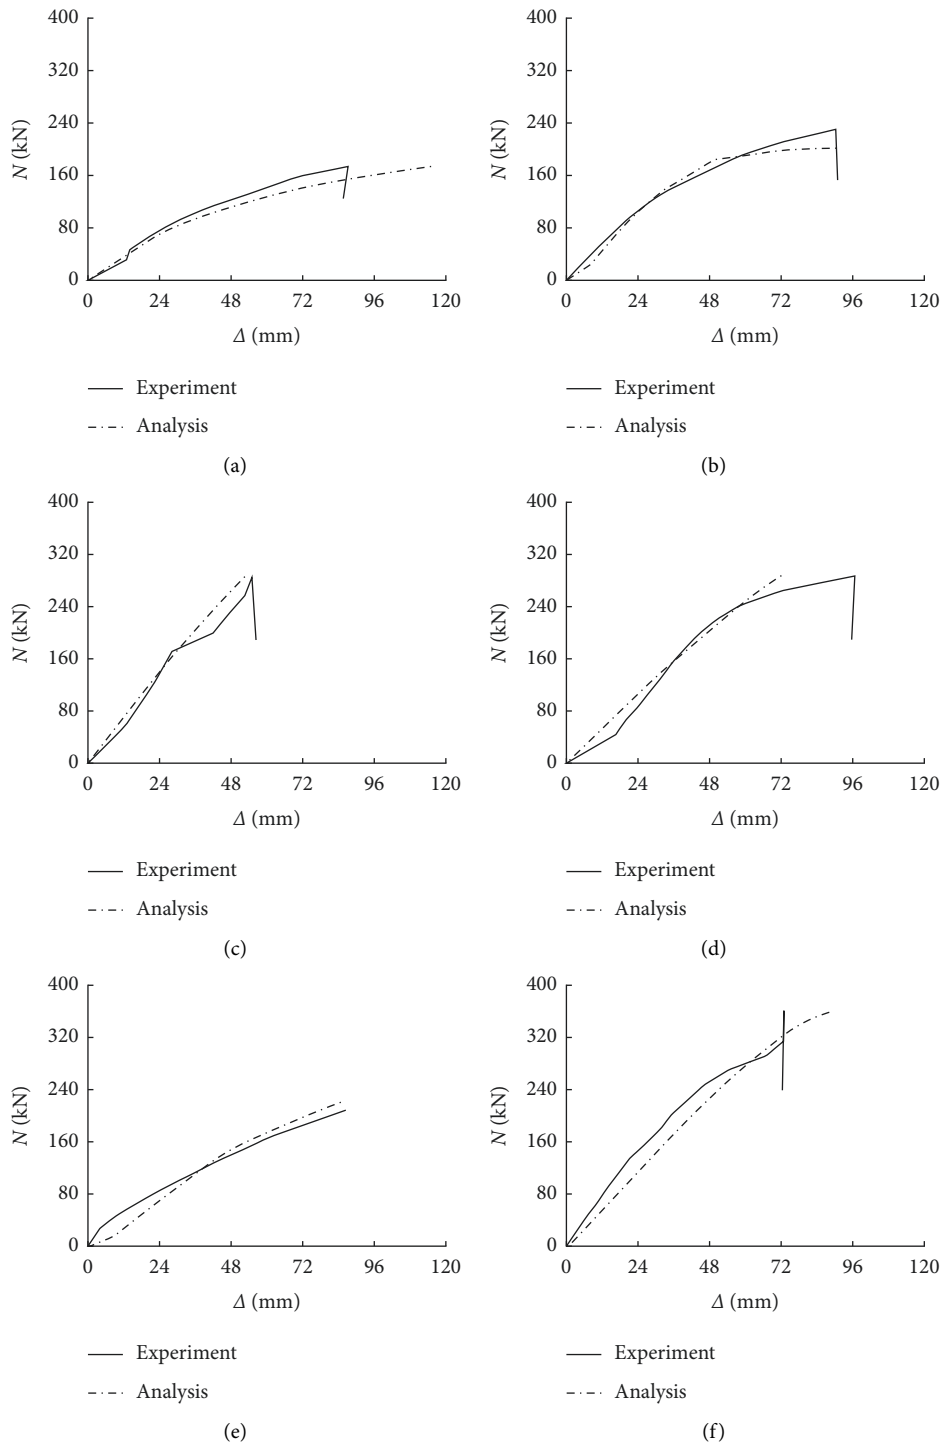 400
320
240
160
80
0
N (kN)
0 24 48 72 96 120
Δ (mm)
Experiment
Analysis
(a)
400
320
240
160
80
0
N (kN)
0 24 48 72 96 120
Δ (mm)
Experiment
Analysis
(b)
400
320
240
160
80
0
N (kN)
0 24 48 72 96 120
Δ (mm)
Experiment
Analysis
(c)
400
320
240
160
80
0
N (kN)
0 24 48 72 96 120
Δ (mm)
Experiment
Analysis
(d)
400
320
240
160
80
0
N (kN)
0 24 48 72 96 120
Δ (mm)
Experiment
Analysis
(e)
400
320
240
160
80
0
N (kN)
0 24 48 72 96 120
Δ (mm)
Experiment
Analysis
(f)